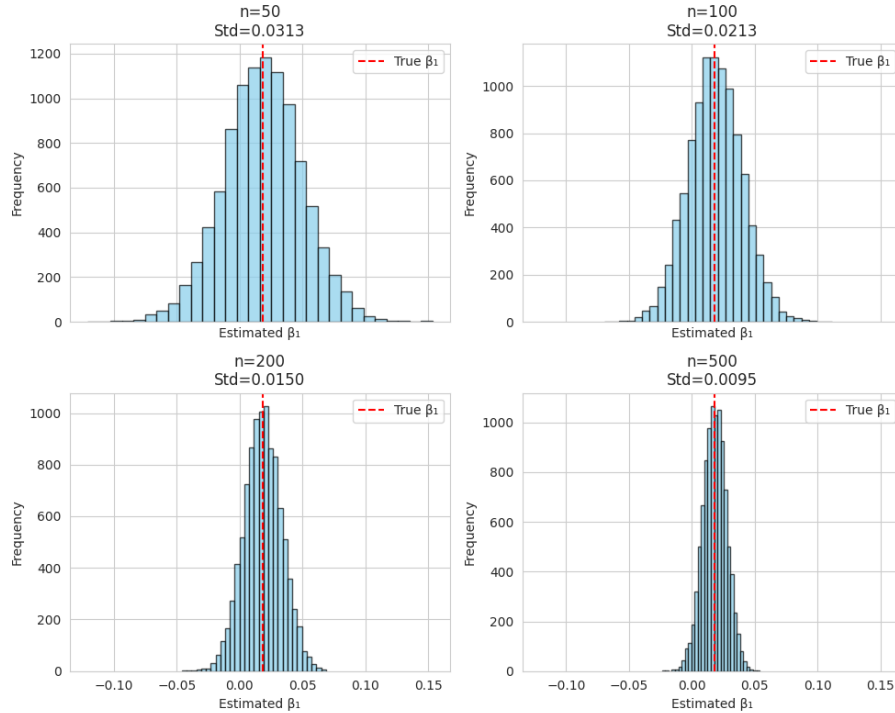 n=50
Std=0.0313
True β₁
Frequency
1200
1000
800
600
400
200
0
Estimated β₁
n=100
Std=0.0213
True β₁
Frequency
1000
800
600
400
200
0
Estimated β₁
n=200
Std=0.0150
True β₁
Frequency
1000
800
600
400
200
0
−0.10 −0.05 0.00 0.05 0.10 0.15
Estimated β₁
n=500
Std=0.0095
True β₁
Frequency
1000
800
600
400
200
0
−0.10 −0.05 0.00 0.05 0.10 0.15
Estimated β₁